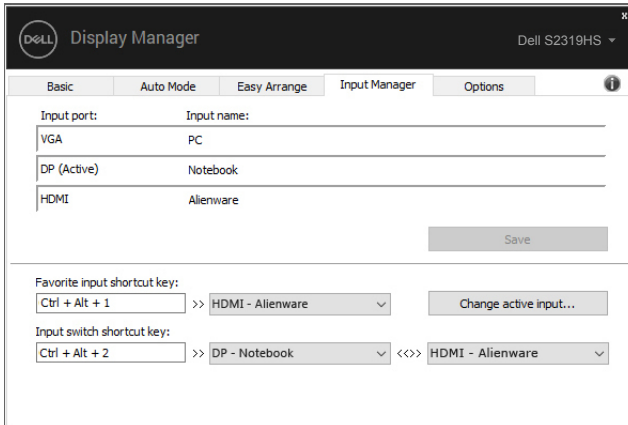 x
DELL Display Manager Dell S2319HS
Basic Auto Mode Easy Arrange Input Manager Options i
Input port: Input name:
VGA PC
DP (Active) Notebook
HDMI Alienware
Save
Favorite input shortcut key:
Ctrl + Alt + 1 >> HDMI - Alienware Change active input...
Input switch shortcut key:
Ctrl + Alt + 2 >> DP - Notebook <<>> HDMI - Alienware